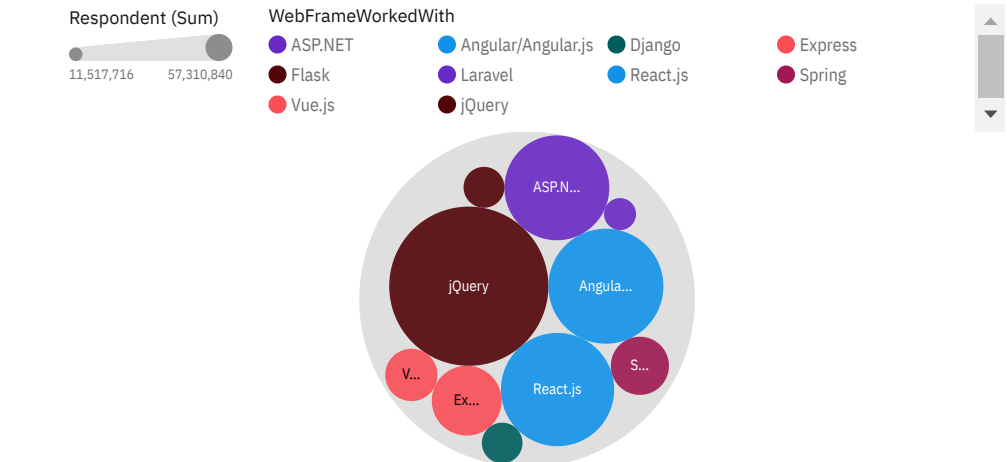 Respondent (Sum)
11,517,716 57,310,840
WebFrameWorkedWith
ASP.NET Angular/Angular.js Django Express
Flask Laravel React.js Spring
Vue.js jQuery
ASP.N...
jQuery Angula...
S...
V...
React.js
Ex...